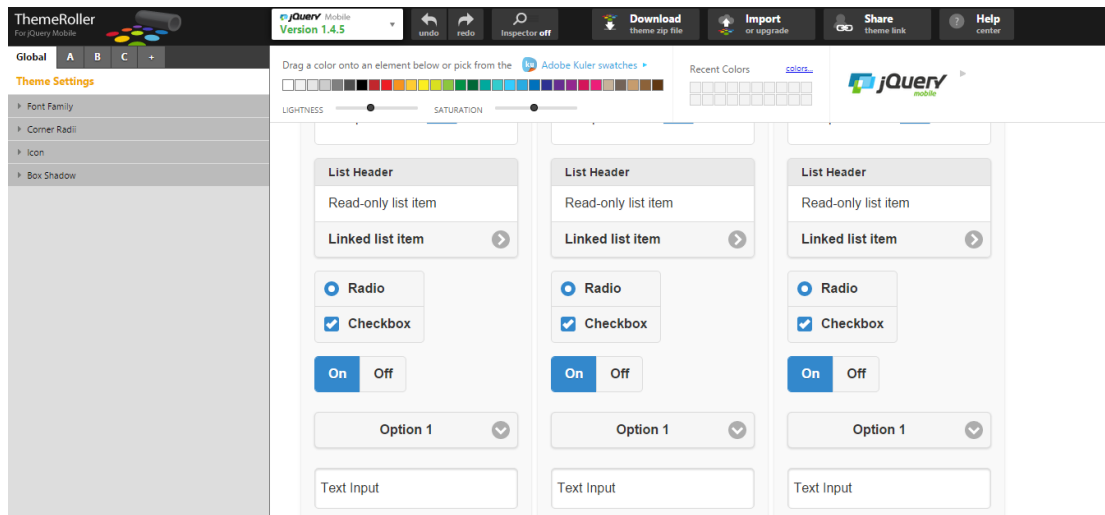 ThemeRoller
For jQuery Mobile
jQuery Mobile
Version 1.4.5
undo
redo
Inspector off
Download
theme zip file
Import
or upgrade
Share
theme link
? Help
center
Global A B C +
Theme Settings
Font Family
Corner Radii
Icon
Box Shadow
Drag a color onto an element below or pick from the ku Adobe Kuler swatches
LIGHTNESS SATURATION
Recent Colors colors...
jQuery
mobile
List Header
Read-only list item
Linked list item
Radio
Checkbox
On Off
Option 1
Text Input
List Header
Read-only list item
Linked list item
Radio
Checkbox
On Off
Option 1
Text Input
List Header
Read-only list item
Linked list item
Radio
Checkbox
On Off
Option 1
Text Input